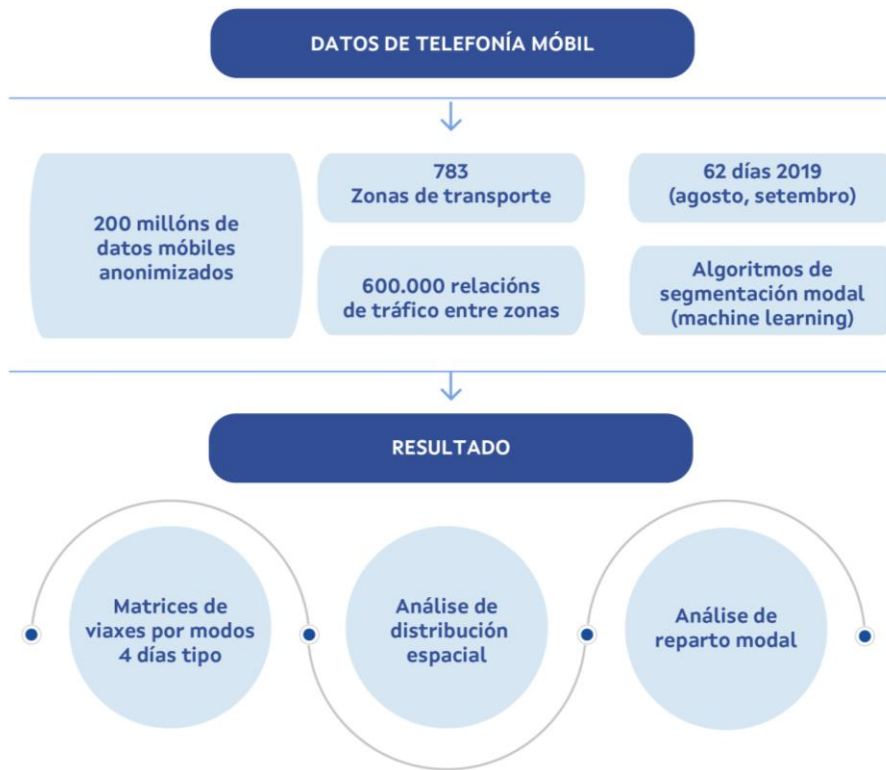 DATOS DE TELEFONÍA MÓBIL
200 millóns de
datos móbiles
anonimizados
783
Zonas de transporte
600.000 relacións
de tráfico entre zonas
62 días 2019
(agosto, setembro)
Algoritmos de
segmentación modal
(machine learning)
RESULTADO
Matrices de
viaxes por modos
4 días tipo
Análise de
distribución
espacial
Análise de
reparto modal